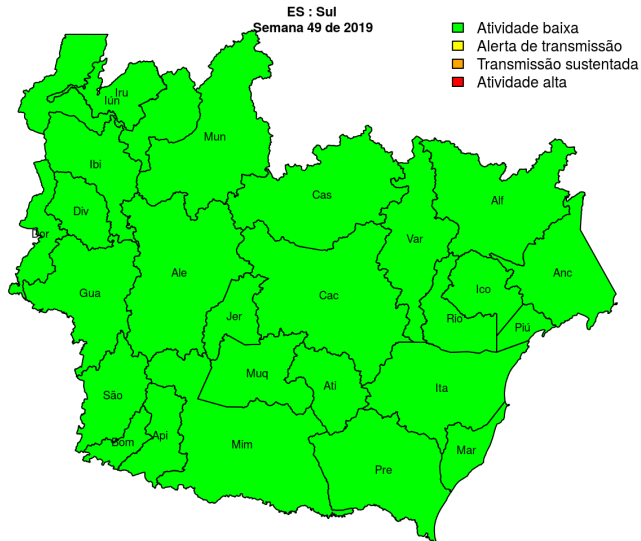 ES : Sul
Semana 49 de 2019
Atividade baixa
Alerta de transmissão
Transmissão sustentada
Atividade alta
Iru
Iún
Mun
Ibi
Cas
Alf
Div
Dor
Var
Ale
Anc
Gua
Cac
Ico
Jer
Rio
Piú
Muq
Ati
Ita
São
Api
Bom
Mim
Mar
Pre